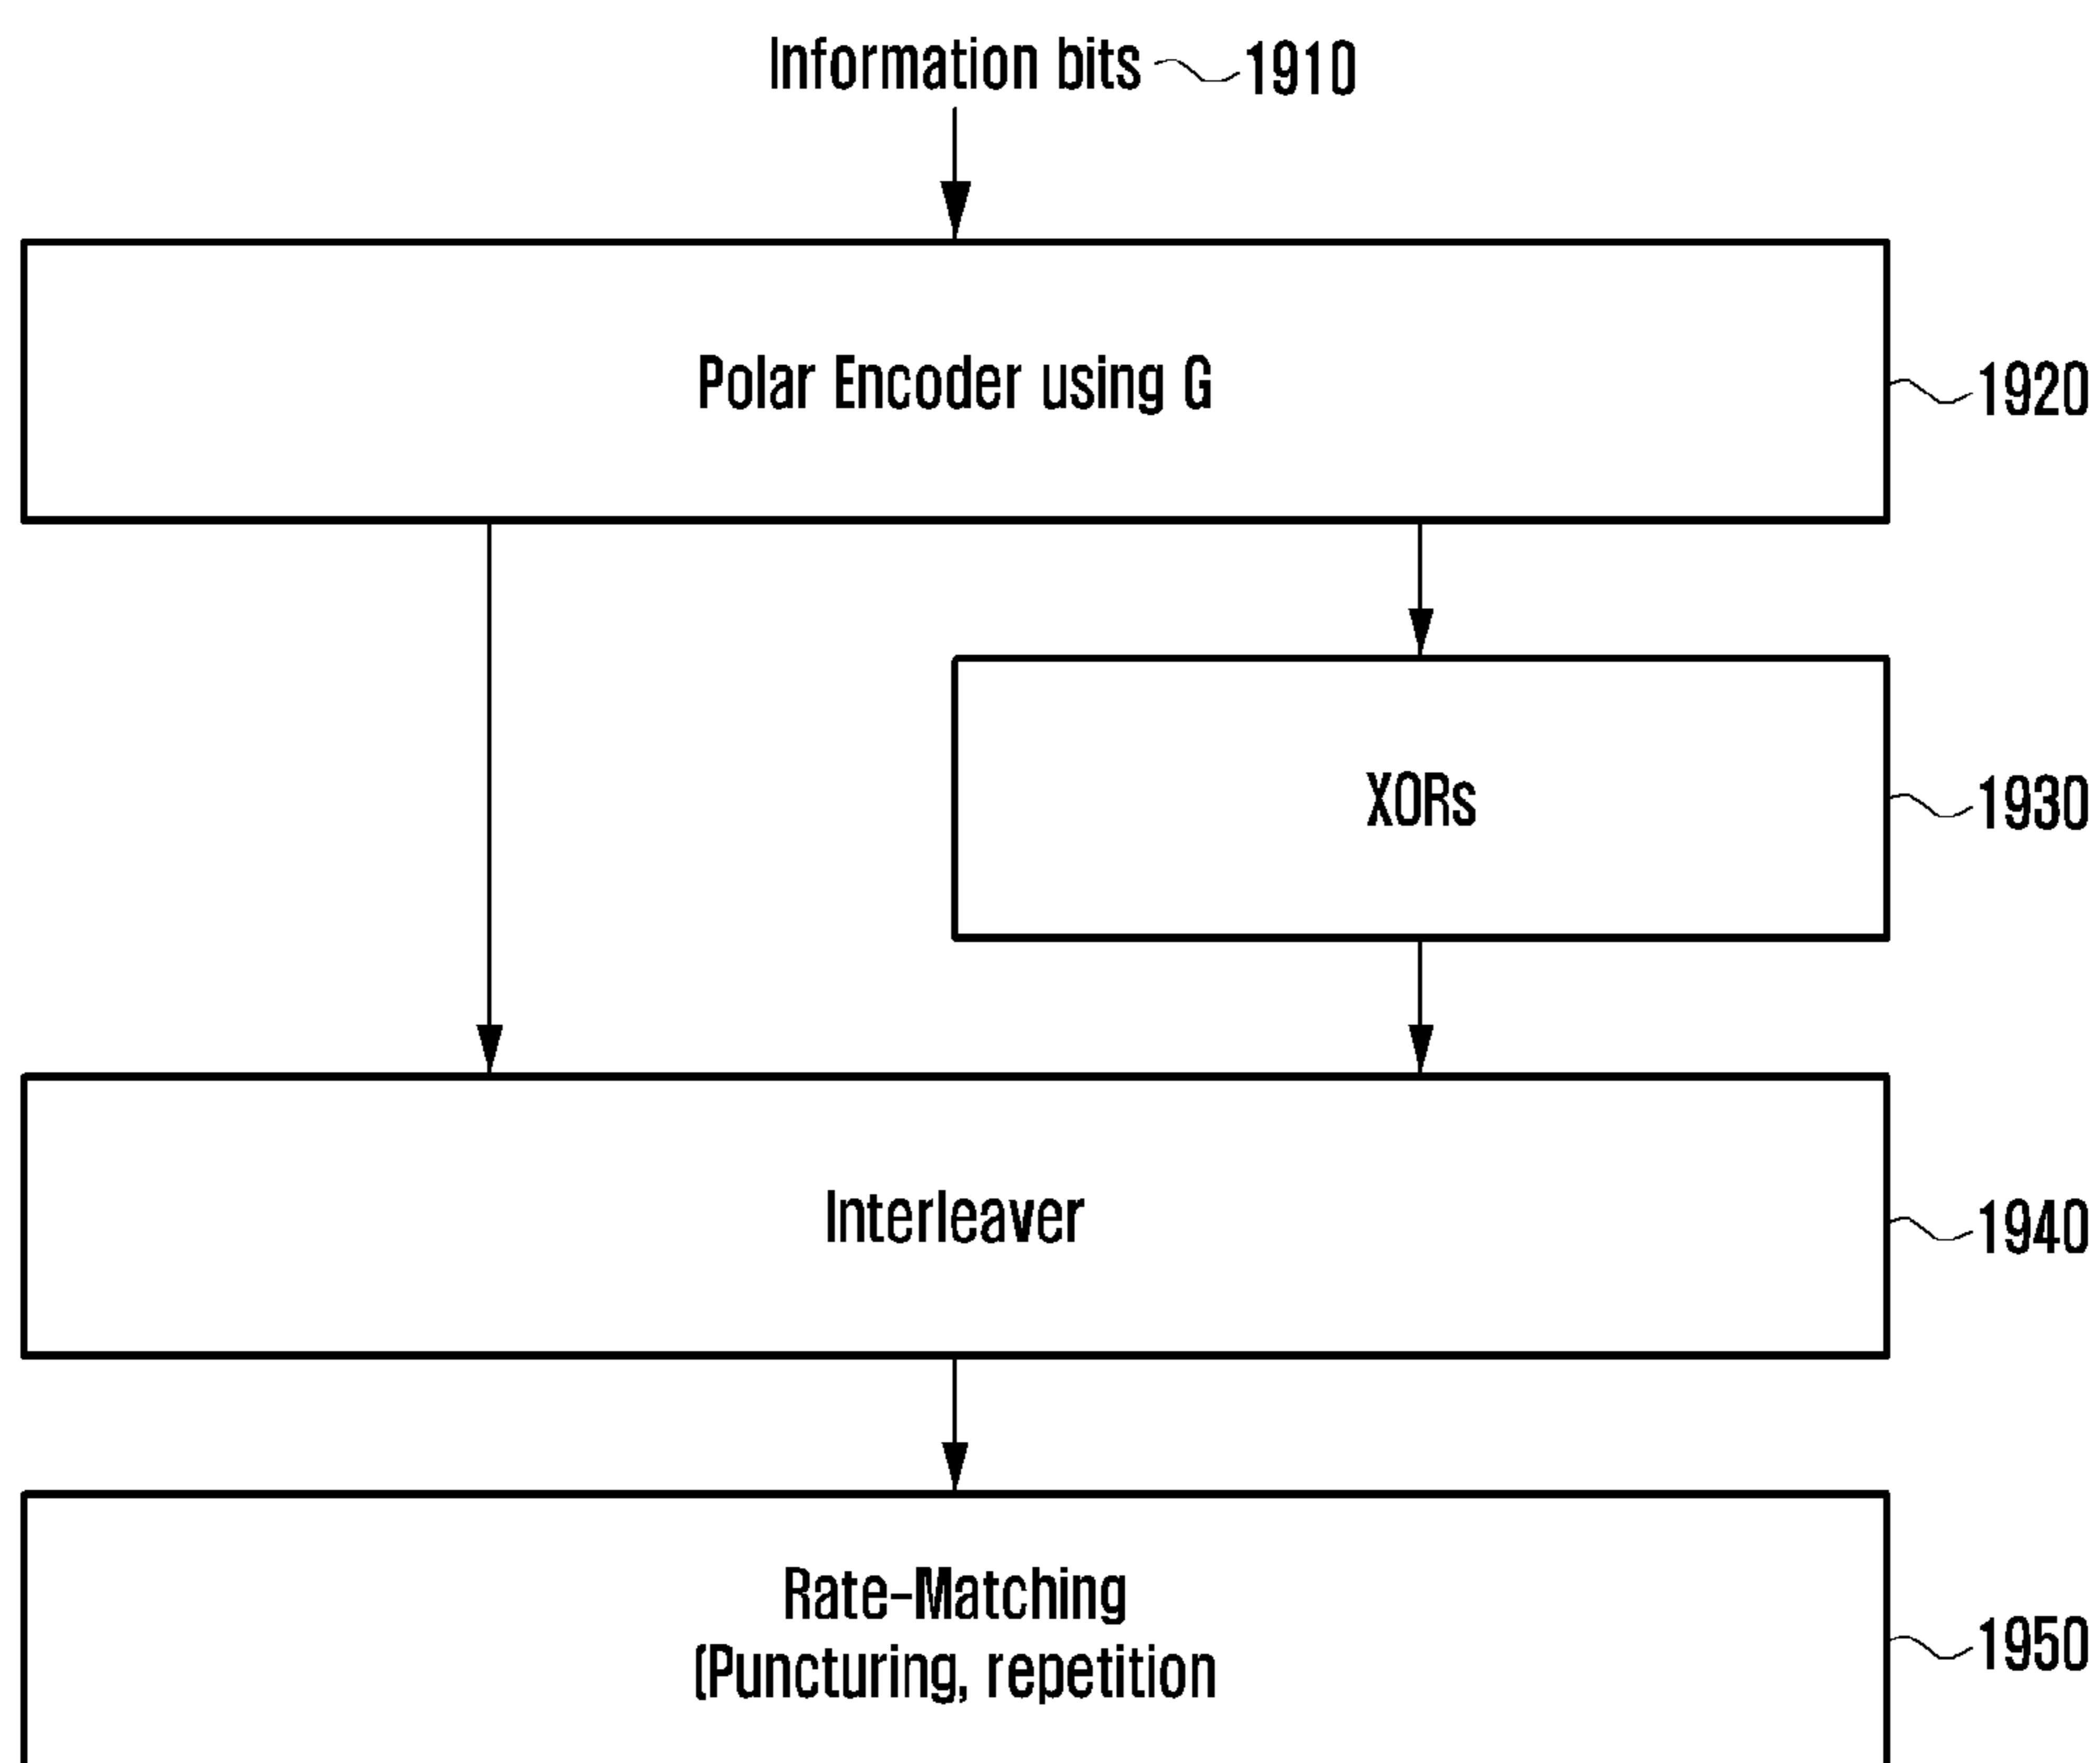 Information bits 1910
Polar Encoder using G
1920
XORs
1930
Interleaver
1940
Rate-Matching
(Puncturing, repetition
1950